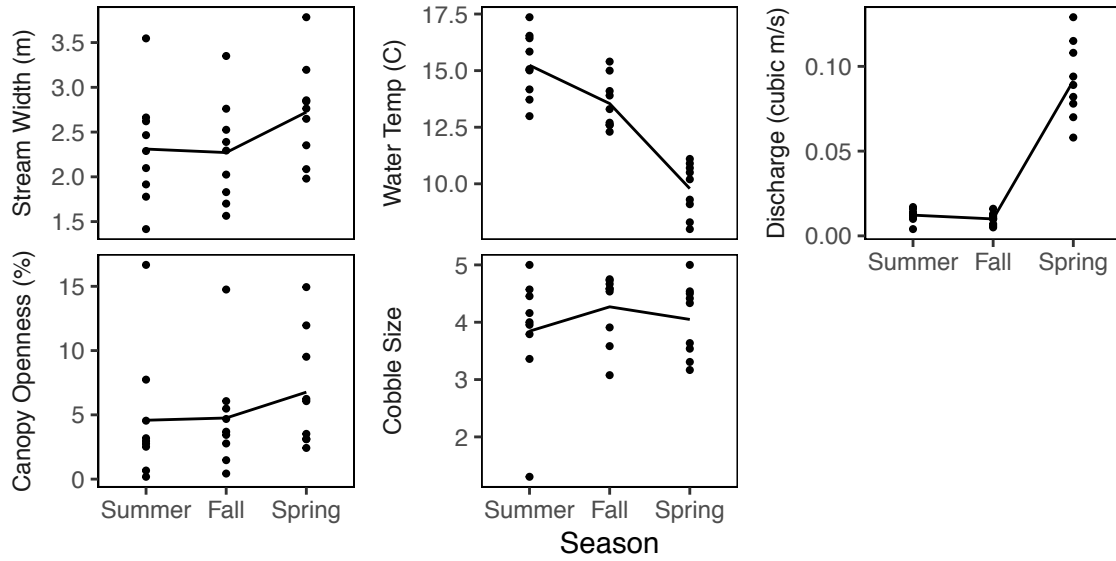 Stream Width (m)
3.5
3.0
2.5
2.0
1.5
Water Temp (C)
17.5
15.0
12.5
10.0
Discharge (cubic m/s)
0.10
0.05
0.00
Summer Fall Spring
Canopy Openness (%)
15
10
5
0
Summer Fall Spring
Cobble Size
5
4
3
2
Summer Fall Spring
Season